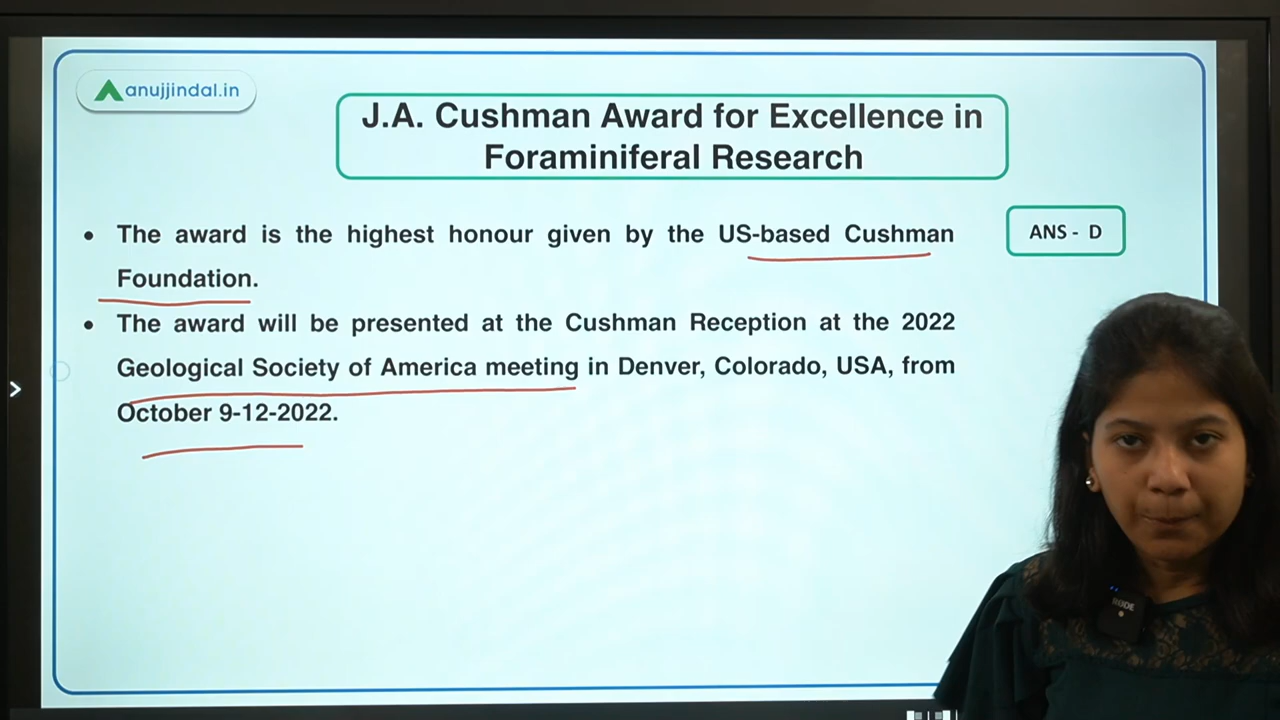 anujjindal.in
J.A. Cushman Award for Excellence in
Foraminiferal Research
• The award is the highest honour given by the US-based Cushman
Foundation.
ANS - D
• The award will be presented at the Cushman Reception at the 2022
Geological Society of America meeting in Denver, Colorado, USA, from
October 9-12-2022.
RODE